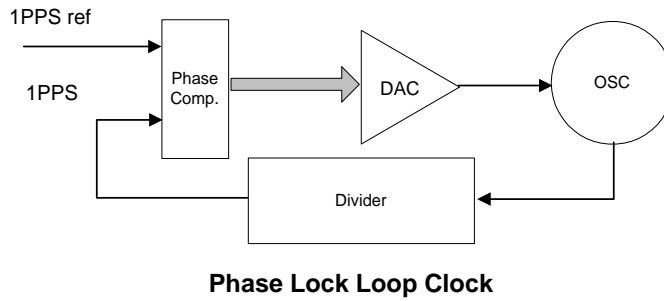 1PPS ref
1PPS
Phase
Comp.
DAC
OSC
Divider
Phase Lock Loop Clock